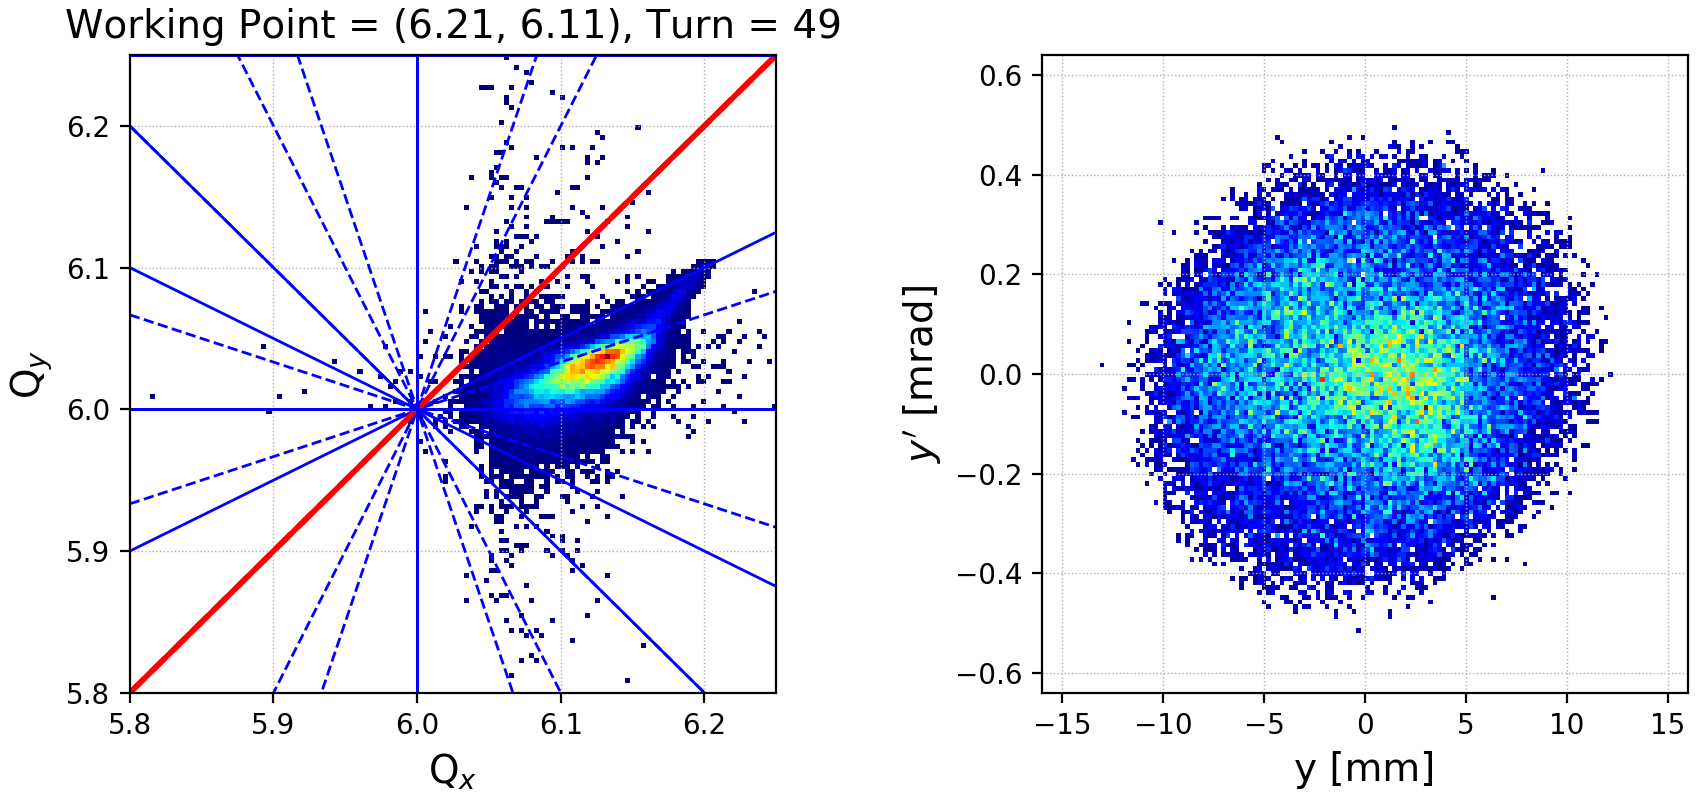 Working Point = (6.21, 6.11), Turn = 49
6.2
6.1
6.0
5.9
5.8
Q_y
5.8 5.9 6.0 6.1 6.2
Q_x
0.6
0.4
0.2
0.0
−0.2
−0.4
−0.6
y′ [mrad]
−15 −10 −5 0 5 10 15
y [mm]